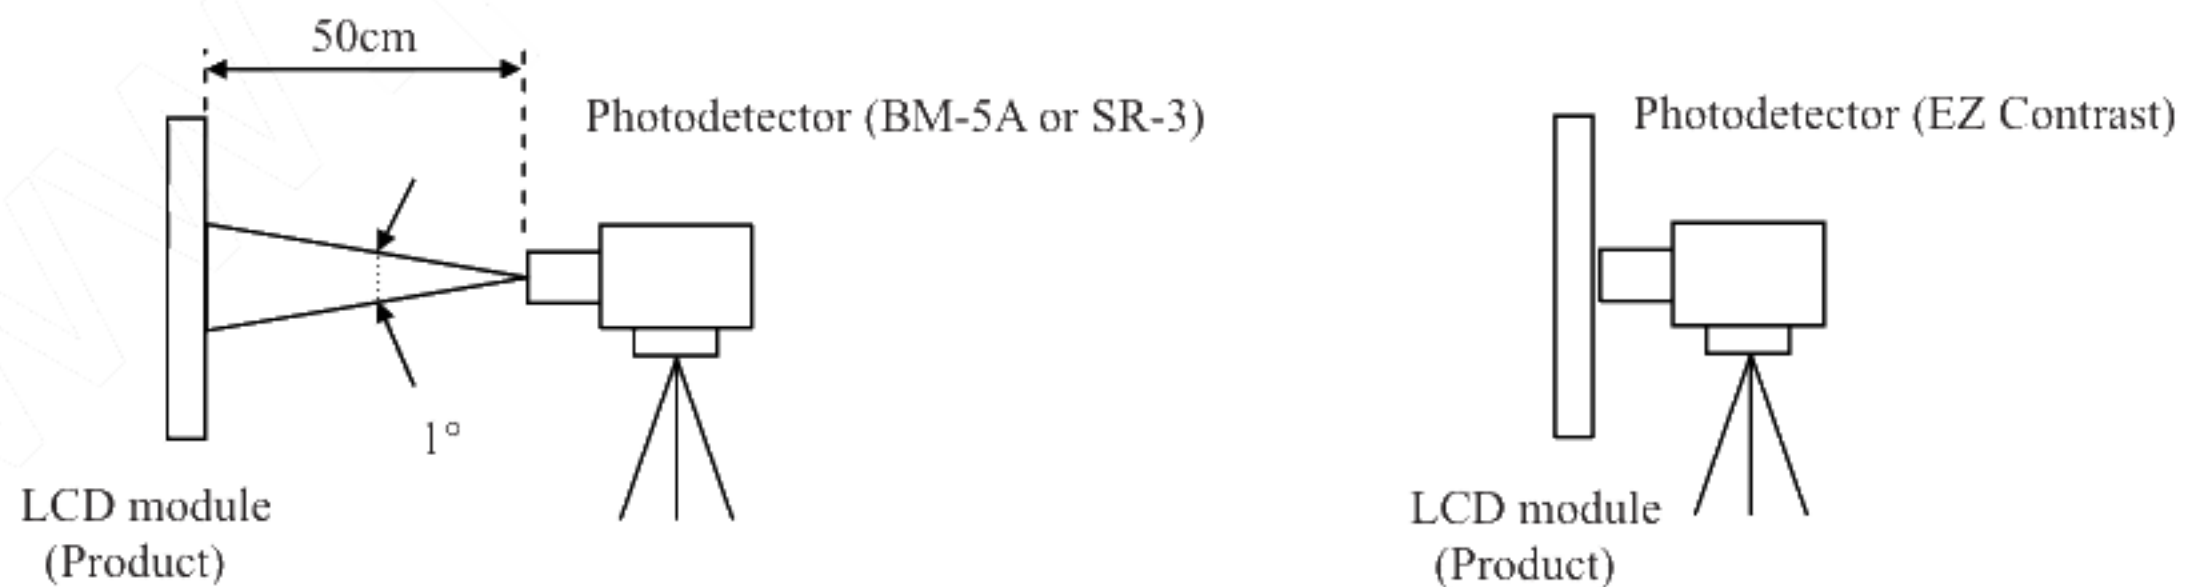 50cm
Photodetector (BM-5A or SR-3)
1°
LCD module
(Product)
Photodetector (EZ Contrast)
LCD module
(Product)